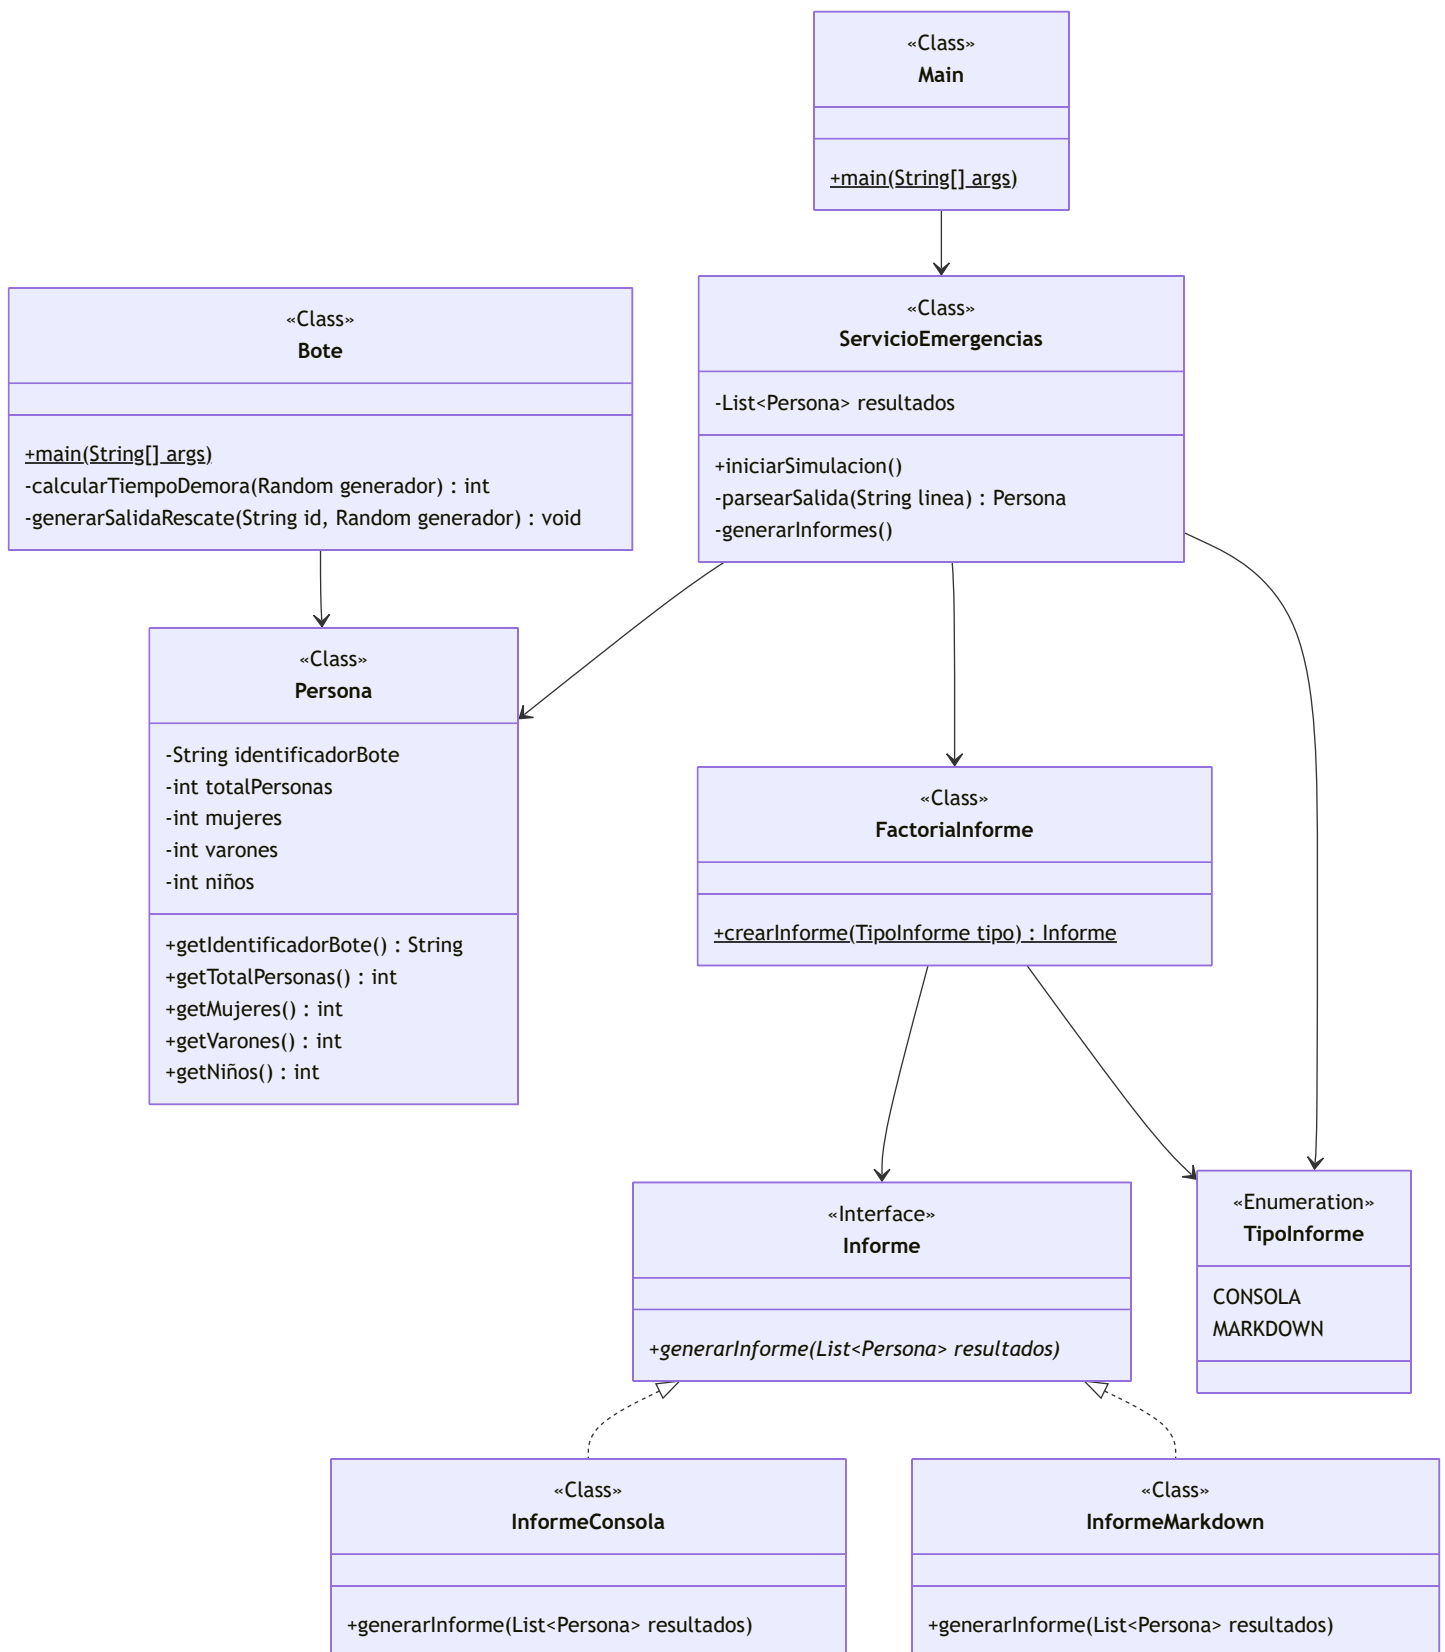 «Class»
Main
+main(String[] args)
«Class»
Bote
+main(String[] args)
-calcularTiempoDemora(Random generador) : int
-generarSalidaRescate(String id, Random generador) : void
«Class»
ServicioEmergencias
-List<Persona> resultados
+iniciarSimulacion()
-parsearSalida(String linea) : Persona
-generarInformes()
«Class»
Persona
-String identificadorBote
-int totalPersonas
-int mujeres
-int varones
-int niños
+getIdentificadorBote() : String
+getTotalPersonas() : int
+getMujeres() : int
+getVarones() : int
+getNiños() : int
«Class»
FactoriaInforme
+crearInforme(TipoInforme tipo) : Informe
«Interface»
Informe
+generarInforme(List<Persona> resultados)
«Enumeration»
TipoInforme
CONSOLA
MARKDOWN
«Class»
InformeConsola
+generarInforme(List<Persona> resultados)
«Class»
InformeMarkdown
+generarInforme(List<Persona> resultados)